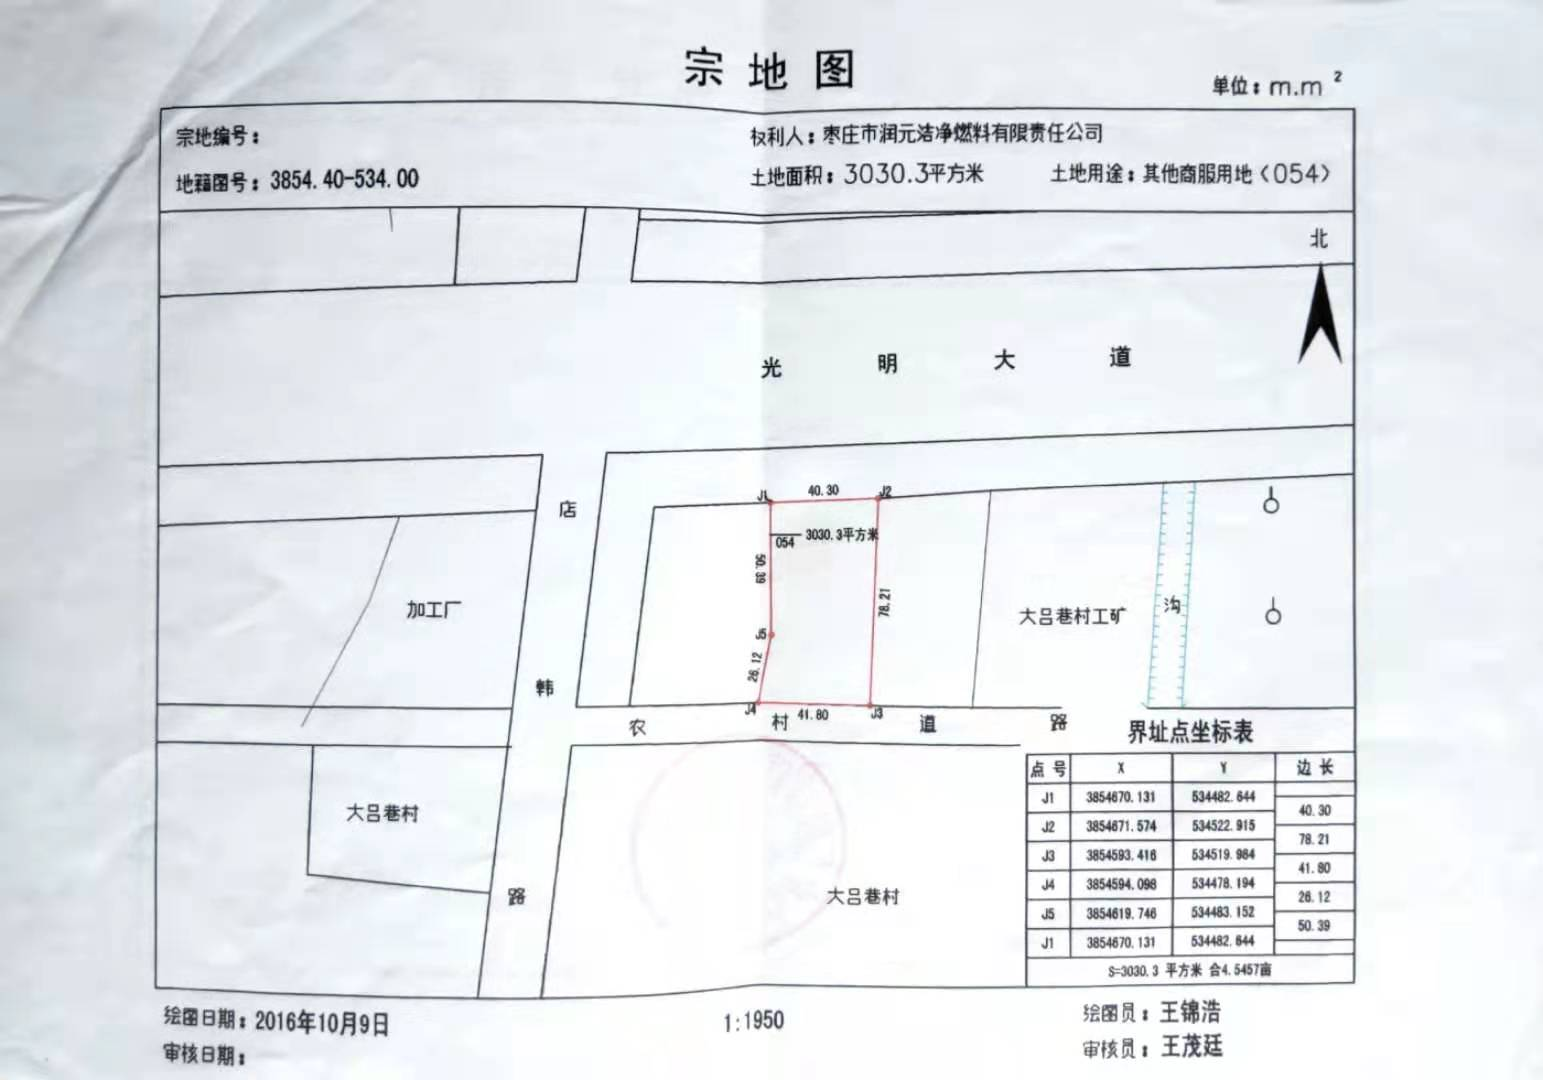 宗地图
单位：m.m²
宗地编号：
权利人：枣庄市润元洁净燃料有限责任公司
地籍图号：3854.40-534.00
土地面积：3030.3平方米
土地用途：其他商服用地（054）
北
光明大道
店韩路
J1
40.30
J2
054
3030.3平方米
50.39
78.21
J5
26.12
J4
41.80
J3
加工厂
大吕巷村工矿
沟
农村道路
大吕巷村
大吕巷村
界址点坐标表
点号 X Y 边长
J1 3854670.131 534482.644
40.30
J2 3854671.574 534522.915
78.21
J3 3854593.416 534519.984
41.80
J4 3854594.098 534478.194
26.12
J5 3854619.746 534483.152
50.39
J1 3854670.131 534482.644
S=3030.3 平方米 合4.5457亩
绘图日期：2016年10月9日
1:1950
绘图员：王锦浩
审核日期：
审核员：王茂廷